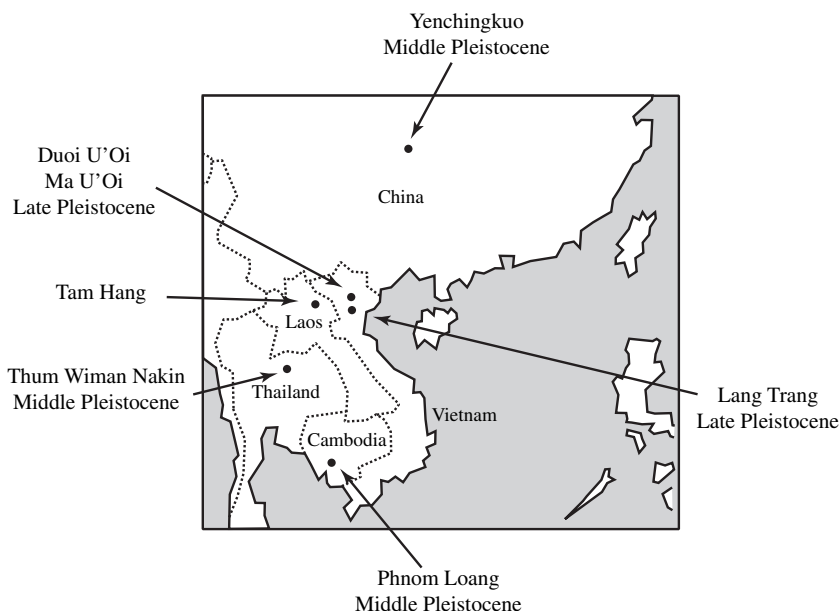 Yenchingkuo
Middle Pleistocene
Duoi U’Oi
Ma U’Oi
Late Pleistocene
China
Tam Hang
Laos
Thum Wiman Nakin
Middle Pleistocene
Thailand
Lang Trang
Late Pleistocene
Vietnam
Cambodia
Phnom Loang
Middle Pleistocene